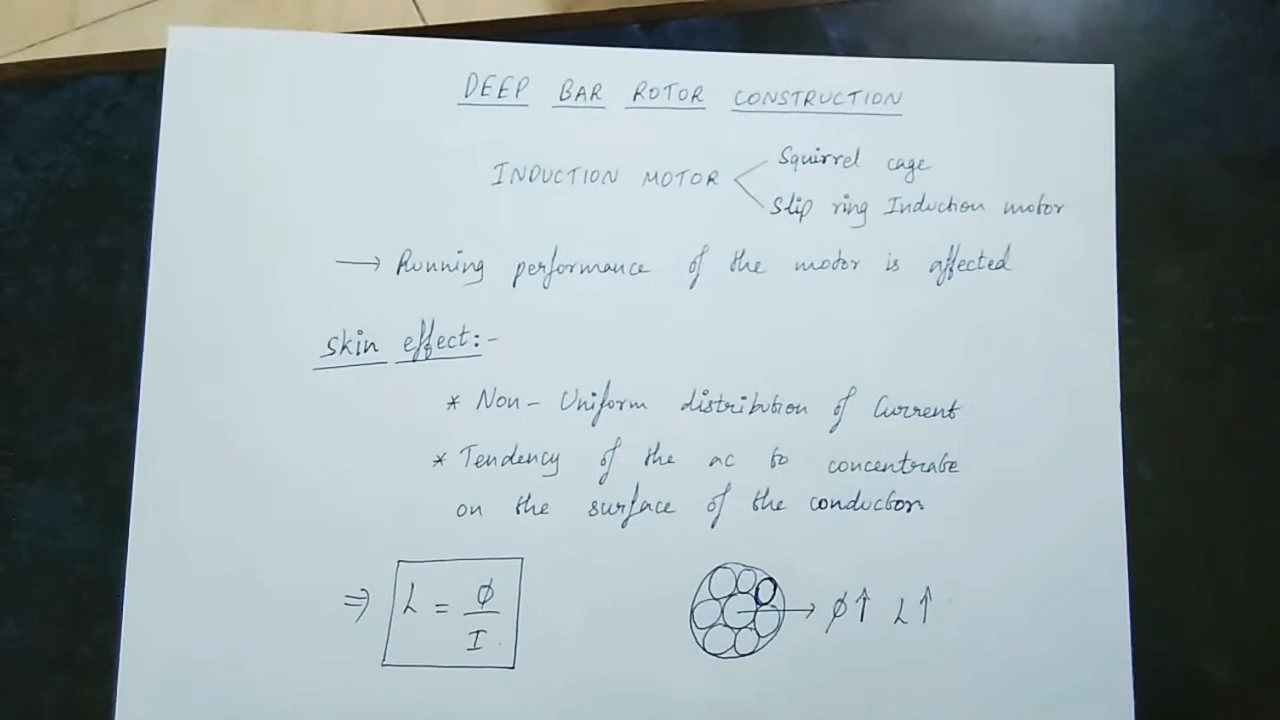 DEEP BAR ROTOR CONSTRUCTION
INDUCTION MOTOR
Squirrel cage
Slip ring Induction motor
→ Running performance of the motor is affected
Skin effect:-
* Non-Uniform distribution of Current
* Tendency of the ac to concentrate
on the surface of the conductor.
⇒ L = ϕ / I
ϕ↑ L↑